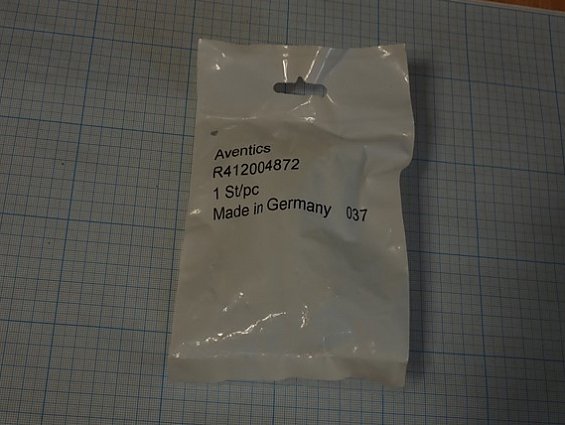 Aventics
R412004872
1 St/pc
Made in Germany 037